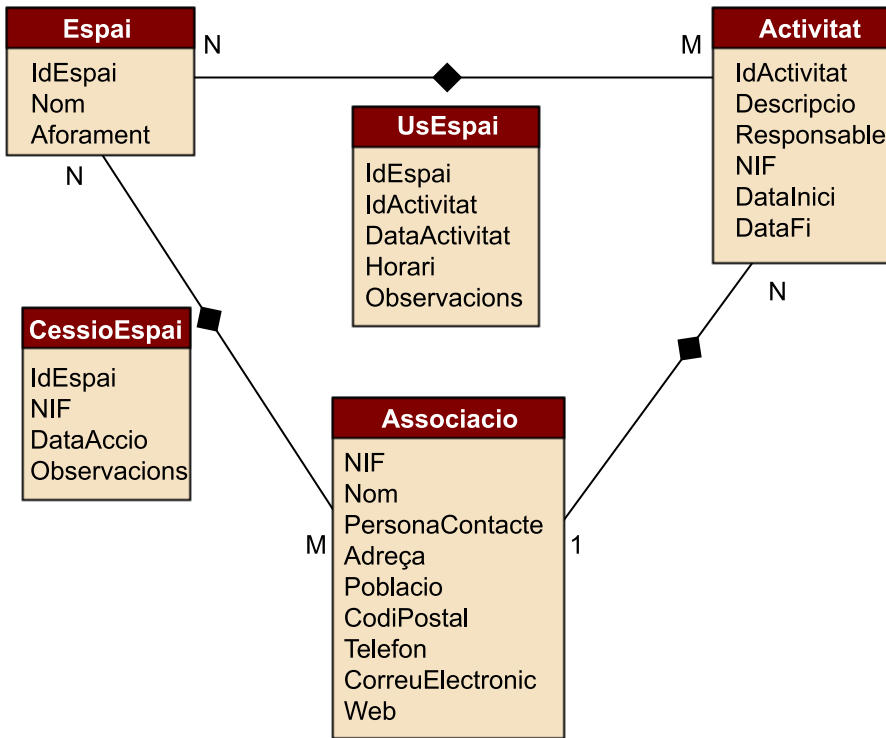 Espai
IdEspai
Nom
Aforament
N
M
Activitat
IdActivitat
Descripcio
Responsable
NIF
DataInici
DataFi
UsEspai
IdEspai
IdActivitat
DataActivitat
Horari
Observacions
N
N
CessioEspai
IdEspai
NIF
DataAccio
Observacions
Associacio
NIF
Nom
PersonaContacte
Adreça
Poblacio
CodiPostal
Telefon
CorreuElectronic
Web
M
1